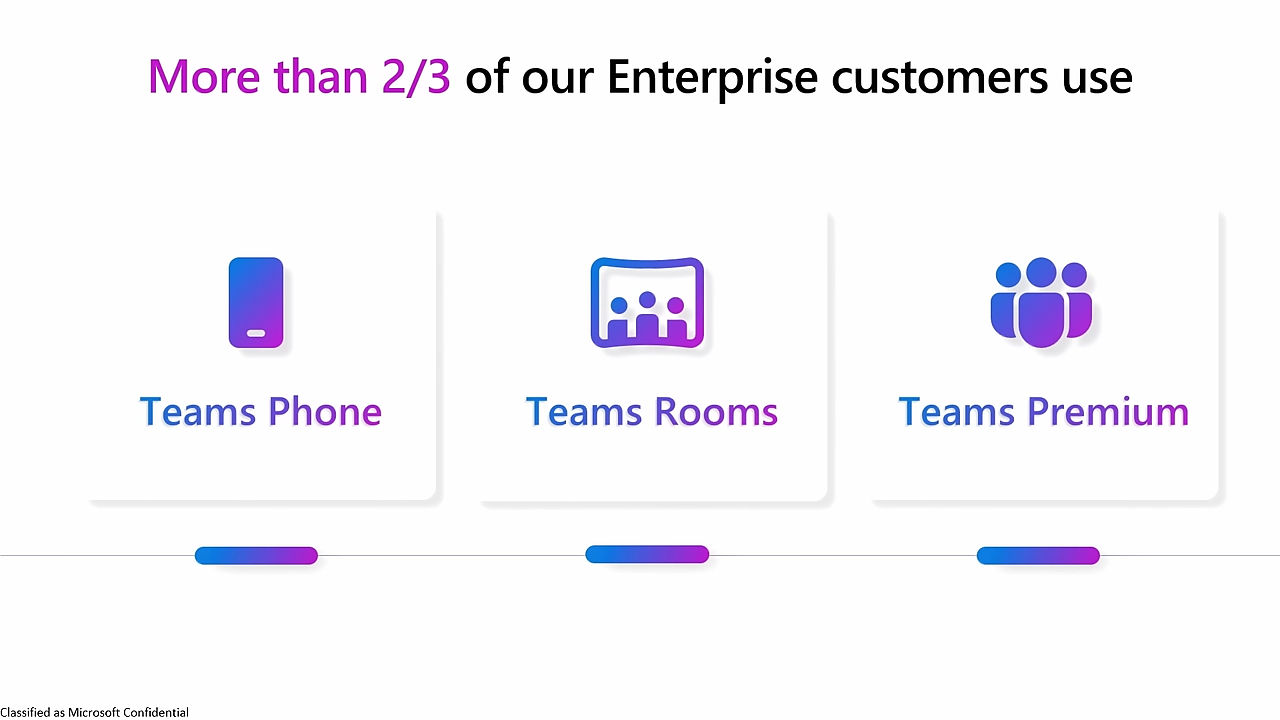 More than 2/3 of our Enterprise customers use
Teams Phone
Teams Rooms
Teams Premium
Classified as Microsoft Confidential